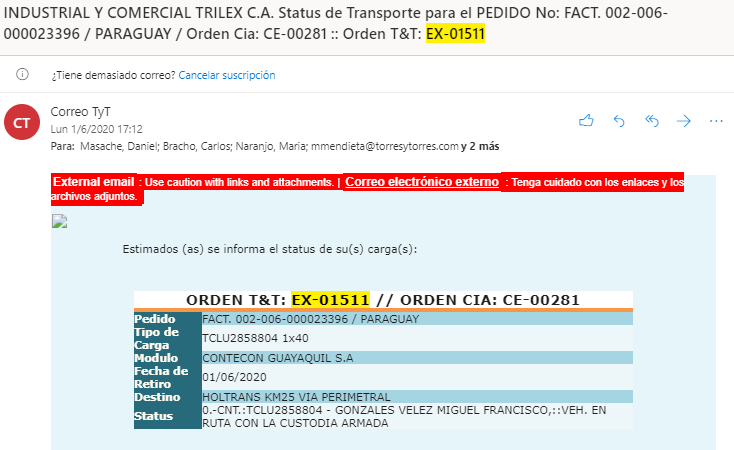 INDUSTRIAL Y COMERCIAL TRILEX C.A. Status de Transporte para el PEDIDO No: FACT. 002-006-
000023396 / PARAGUAY / Orden Cia: CE-00281 :: Orden T&T: EX-01511
¿Tiene demasiado correo? Cancelar suscripción
CT
Correo TyT
Lun 1/6/2020 17:12
Para: Masache, Daniel; Bracho, Carlos; Naranjo, Maria; mmendieta@torresytorres.com y 2 más
External email : Use caution with links and attachments. | Correo electrónico externo : Tenga cuidado con los enlaces y los
archivos adjuntos.
Estimados (as) se informa el status de su(s) carga(s):
ORDEN T&T: EX-01511 // ORDEN CIA: CE-00281
Pedido FACT. 002-006-000023396 / PARAGUAY
Tipo de
Carga TCLU2858804 1x40
Modulo CONTECON GUAYAQUIL S.A
Fecha de
Retiro 01/06/2020
Destino HOLTRANS KM25 VIA PERIMETRAL
Status 0.-CNT.:TCLU2858804 - GONZALES VELEZ MIGUEL FRANCISCO,::VEH. EN
RUTA CON LA CUSTODIA ARMADA